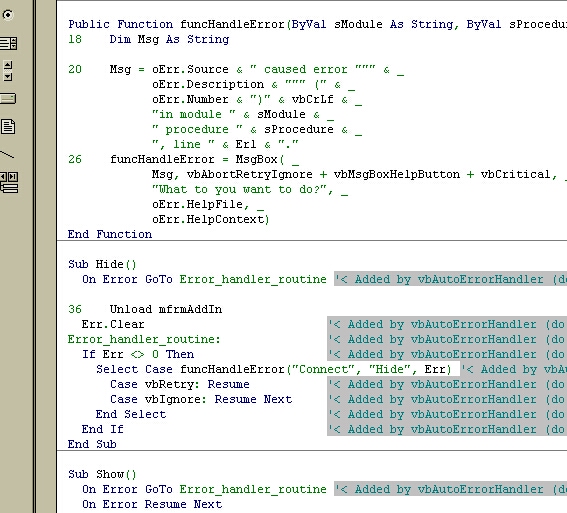 Public Function funcHandleError(ByVal sModule As String, ByVal sProcedur
18    Dim Msg As String
20    Msg = oErr.Source & " caused error """ & _
            oErr.Description & """ (" & _
            oErr.Number & ")" & vbCrLf & _
            "in module " & sModule & _
            " procedure " & sProcedure & _
            ", line " & Erl & "."
26    funcHandleError = MsgBox( _
            Msg, vbAbortRetryIgnore + vbMsgBoxHelpButton + vbCritical, _
            "What to you want to do?", _
            oErr.HelpFile, _
            oErr.HelpContext)
End Function
Sub Hide()
  On Error GoTo Error_handler_routine '< Added by vbAutoErrorHandler (do
36    Unload mfrmAddIn
  Err.Clear                          '< Added by vbAutoErrorHandler (do
Error_handler_routine:               '< Added by vbAutoErrorHandler (do
  If Err <> 0 Then                   '< Added by vbAutoErrorHandler (do
    Select Case funcHandleError("Connect", "Hide", Err) '< Added by vbAu
      Case vbRetry: Resume           '< Added by vbAutoErrorHandler (do
      Case vbIgnore: Resume Next     '< Added by vbAutoErrorHandler (do
    End Select                       '< Added by vbAutoErrorHandler (do
  End If                             '< Added by vbAutoErrorHandler (do
End Sub
Sub Show()
  On Error GoTo Error_handler_routine '< Added by vbAutoErrorHandler (do
  On Error Resume Next